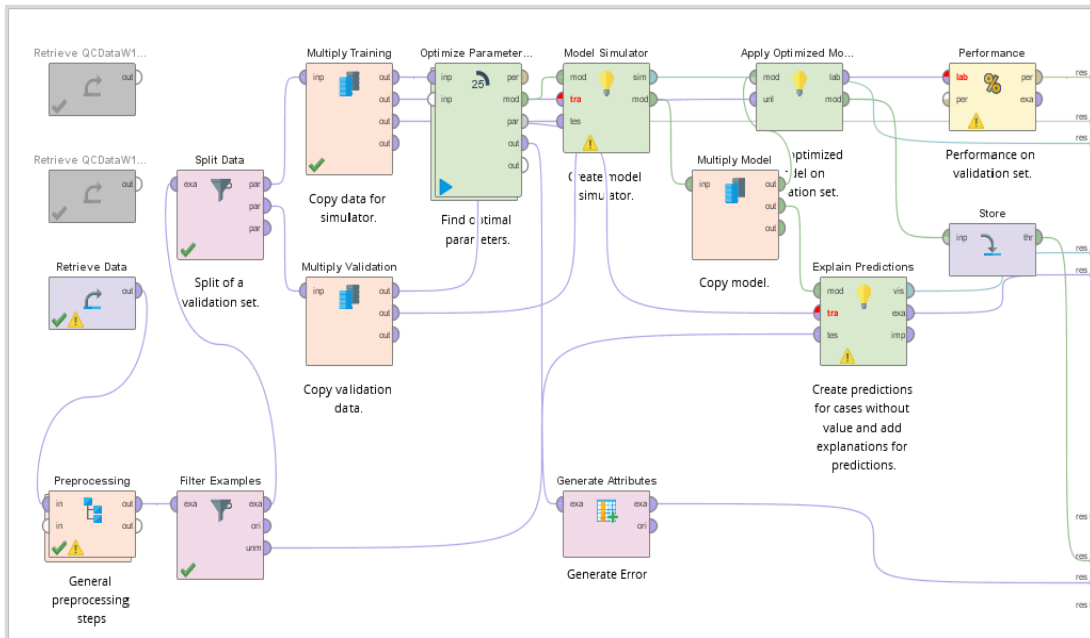 Retrieve QCDataW1...
out
Retrieve QCDataW1...
out
Retrieve Data
out
Preprocessing
in out
in out
General
preprocessing
steps
Split Data
exa par
par
par
Split of a
validation set.
Filter Examples
exa exa
ori
unm
Multiply Training
inp out
out
out
out
Copy data for
simulator.
Multiply Validation
inp out
out
out
Copy validation
data.
Optimize Parameter...
25
inp per
inp mod
par
out
out
Find optimal
parameters.
Model Simulator
mod sim
tra mod
tes
Create model
simulator.
Generate Attributes
exa exa
ori
Generate Error
Multiply Model
inp out
out
out
Copy model.
Apply Optimized Mo...
mod lab
unl mod
optimized
set.
Explain Predictions
mod vis
tra exa
tes imp
Create predictions
for cases without
value and add
explanations for
predictions.
Performance
%
lab per
per exa
Performance on
validation set.
Store
inp thr
res
res
res
res
res
res
res
res
res